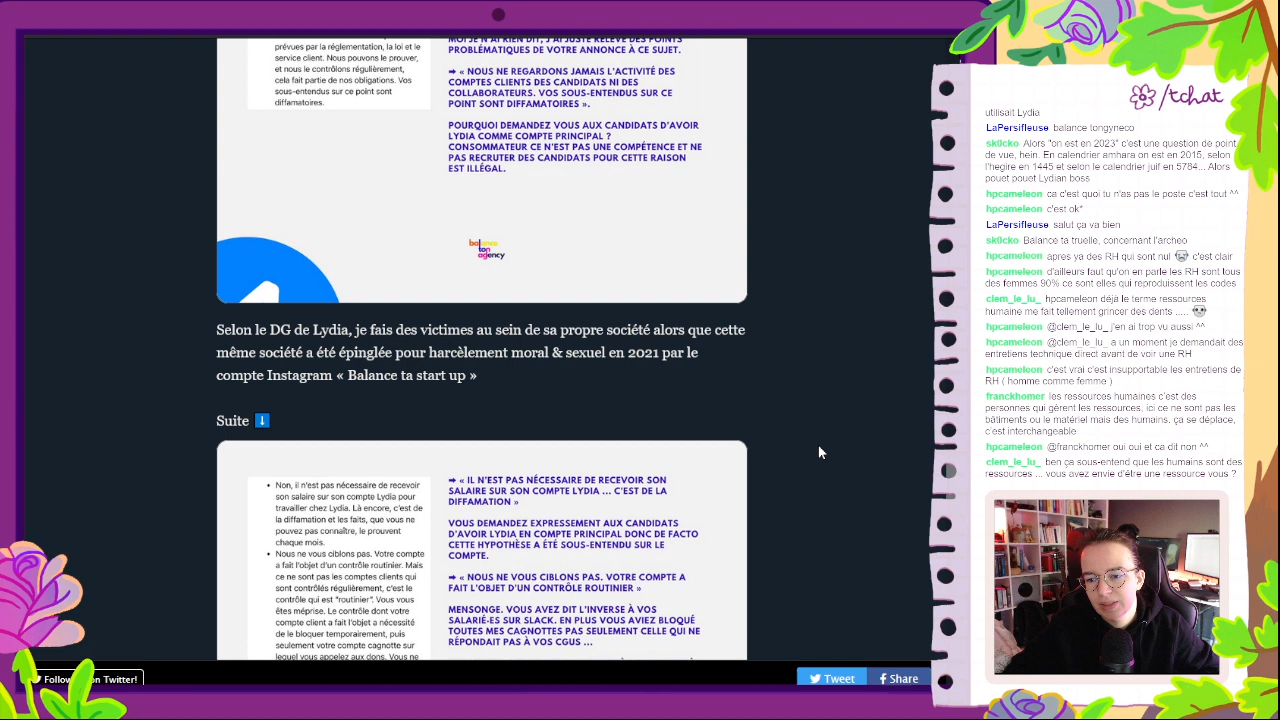 prévues par la réglementation, la loi et le
service client. Nous pouvons le prouver,
et nous le contrôlons régulièrement,
cela fait partie de nos obligations. Vos
sous-entendus sur ce point sont
diffamatoires.
MOI JE N'AI RIEN DIT, J'AI JUSTE RELEVÉ DES POINTS
PROBLÉMATIQUES DE VOTRE ANNONCE À CE SUJET.
➡ « NOUS NE REGARDONS JAMAIS L'ACTIVITÉ DES
COMPTES CLIENTS DES CANDIDATS NI DES
COLLABORATEURS. VOS SOUS-ENTENDUS SUR CE
POINT SONT DIFFAMATOIRES ».
POURQUOI DEMANDEZ VOUS AUX CANDIDATS D'AVOIR
LYDIA COMME COMPTE PRINCIPAL ?
CONSOMMATEUR CE N'EST PAS UNE COMPÉTENCE ET NE
PAS RECRUTER DES CANDIDATS POUR CETTE RAISON
EST ILLÉGAL.
balance
ton
agency
Selon le DG de Lydia, je fais des victimes au sein de sa propre société alors que cette
même société a été épinglée pour harcèlement moral & sexuel en 2021 par le
compte Instagram « Balance ta start up »
Suite ⬇
• Non, il n'est pas nécessaire de recevoir
son salaire sur son compte Lydia pour
travailler chez Lydia. Là encore, c'est de
la diffamation et les faits, que vous ne
pouvez pas connaître, le prouvent
chaque mois.
• Nous ne vous ciblons pas. Votre compte
a fait l'objet d'un contrôle routinier. Mais
ce ne sont pas les comptes clients qui
sont contrôlés régulièrement, c'est le
contrôle qui est "routinier". Vous vous
êtes méprise. Le contrôle dont votre
compte client a fait l'objet a nécessité
de le bloquer temporairement, puis
seulement votre compte cagnotte sur
lequel vous appelez aux dons. Vous ne
➡ « IL N'EST PAS NÉCESSAIRE DE RECEVOIR SON
SALAIRE SUR SON COMPTE LYDIA ... C'EST DE LA
DIFFAMATION »
VOUS DEMANDEZ EXPRESSEMENT AUX CANDIDATS
D'AVOIR LYDIA EN COMPTE PRINCIPAL DONC DE FACTO
CETTE HYPOTHÈSE A ÉTÉ SOUS-ENTENDU SUR LE
COMPTE.
➡ « NOUS NE VOUS CIBLONS PAS. VOTRE COMPTE A
FAIT L'OBJET D'UN CONTRÔLE ROUTINIER »
MENSONGE. VOUS AVEZ DIT L'INVERSE À VOS
SALARIÉ-ES SUR SLACK. EN PLUS VOUS AVIEZ BLOQUÉ
TOUTES MES CAGNOTTES PAS SEULEMENT CELLE QUI NE
RÉPONDAIT PAS À VOS CGUS ...
Follow on Twitter!
Tweet
Share
/tchat
utilisait Lydia
LaPersifleuse balance tongyneco
sk0cko Alors "on est en 2023" c'est une question de point
de vue, hein. En calendrier amhara on est en 2015, selon
l'hegire en 1445 et selon le calendrier juif en 5784... Alors
pouet pouet Lydian boss
hpcameleon ca c'est quoi tu n'as pas le poste c'est tout ^^
hpcameleon c'est ok*
LaPersifleuse salut ça va bien
sk0cko Balance ta truelle, concernant l'archeo
hpcameleon apres ya des RH qui sont nul c'est clair
hpcameleon d'ailleurs faut qu'on en parle les RH sont tous
des femmes 90% ce sont elles qui reproduissent les codes
clem_le_lu_ hpcameleon déjà le terme ressources
humaine me fait tellement grincer des dents .....
hpcameleon @clem_le_lu_ j'en ai trop vu aussi ^^
hpcameleon @clem_le_lu_ a un moment je demandait des
entretiens technique direct avant de voir une RH
hpcameleon c'est vrai c'est insupportable les entretiens de
RH ( homme comme femme )
franckhomer les ressources humaines c'est des
personnes qui gérent les ressources, ici ce ne sont pas les
bâtiments ou le matériel mais des humains. ça se déplace,
c'est interchangeable
hpcameleon @franckhomer oui oui et ca dit non ^^
clem_le_lu_ ben ça sous-entend que les humains sont des
ressources ... vous avez envie d'être une ressource vous ?